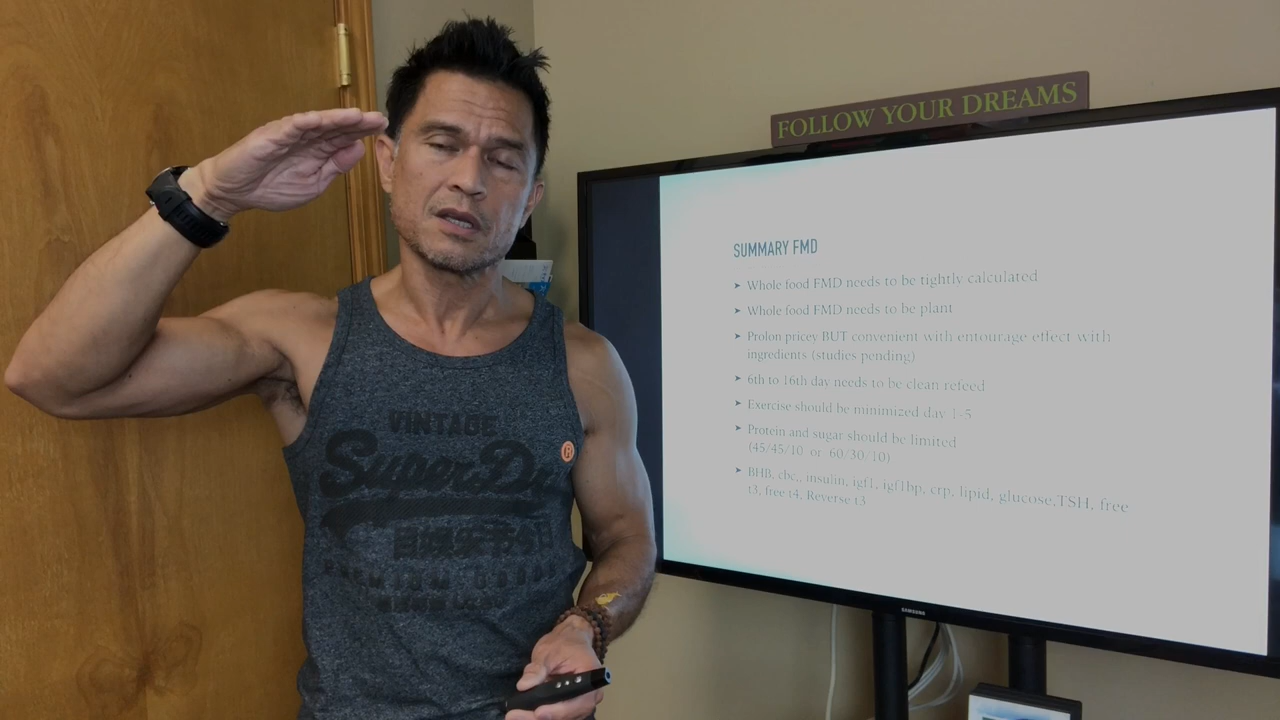 FOLLOW YOUR DREAMS
SUMMARY FMD
Whole food FMD needs to be tightly calculated
Whole food FMD needs to be plant
Prolon pricey BUT convenient with entourage effect with
ingredients (studies pending)
6th to 16th day needs to be clean refeed
Exercise should be minimized day 1-5
Protein and sugar should be limited
(45/45/10 or 60/30/10)
BHB, cbc,, insulin, igf1, igf1bp, crp, lipid, glucose,TSH, free
t3, free t4, Reverse t3
SAMSUNG
VINTAGE
SuperDry